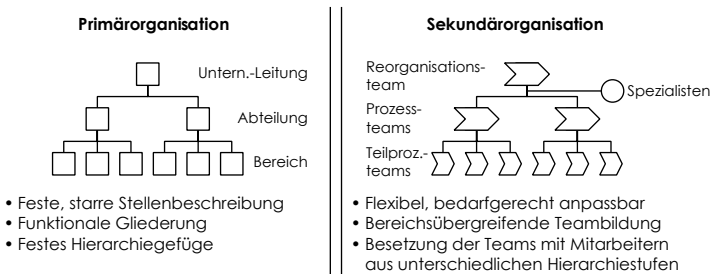 Primärorganisation
Untern.-Leitung
Abteilung
Bereich
• Feste, starre Stellenbeschreibung
• Funktionale Gliederung
• Festes Hierarchiegefüge
Sekundärorganisation
Reorganisations-
team
Spezialisten
Prozess-
teams
Teilproz.-
teams
• Flexibel, bedarfgerecht anpassbar
• Bereichsübergreifende Teambildung
• Besetzung der Teams mit Mitarbeitern
aus unterschiedlichen Hierarchiestufen